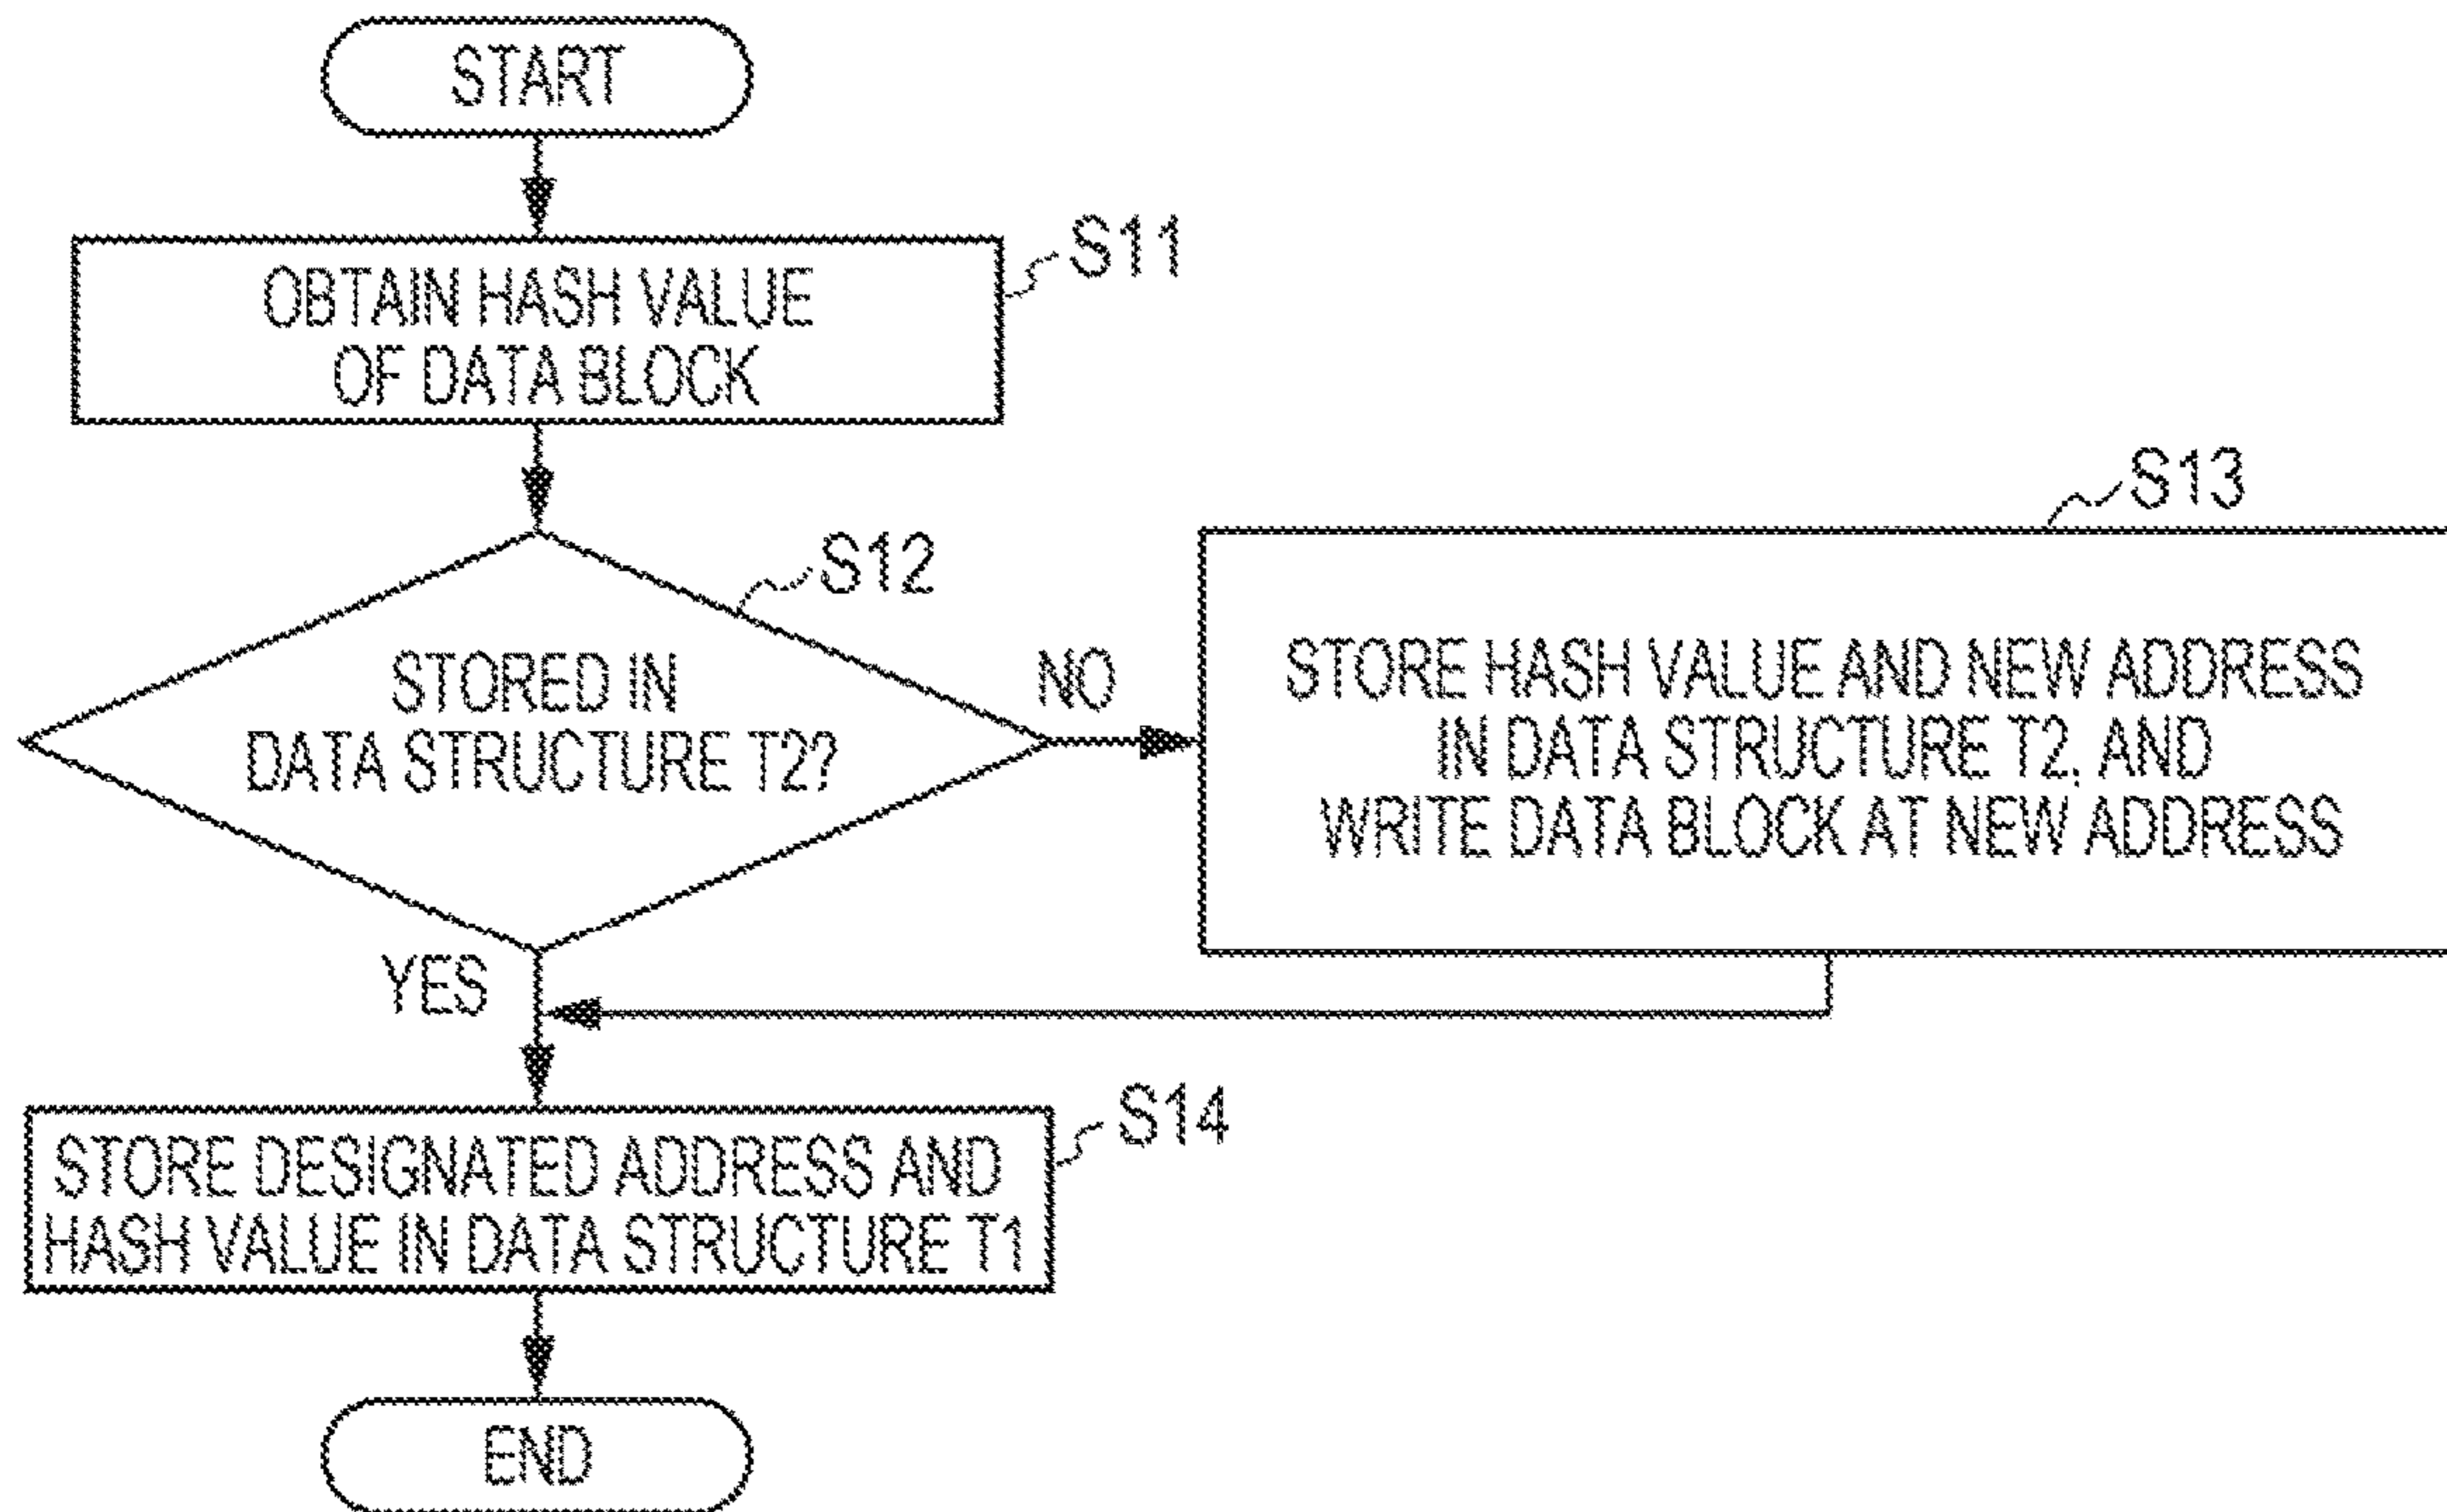 START
OBTAIN HASH VALUE
OF DATA BLOCK
S11
S12
STORED IN
DATA STRUCTURE T2?
NO
S13
STORE HASH VALUE AND NEW ADDRESS
IN DATA STRUCTURE T2, AND
WRITE DATA BLOCK AT NEW ADDRESS
YES
STORE DESIGNATED ADDRESS AND
HASH VALUE IN DATA STRUCTURE T1
S14
END